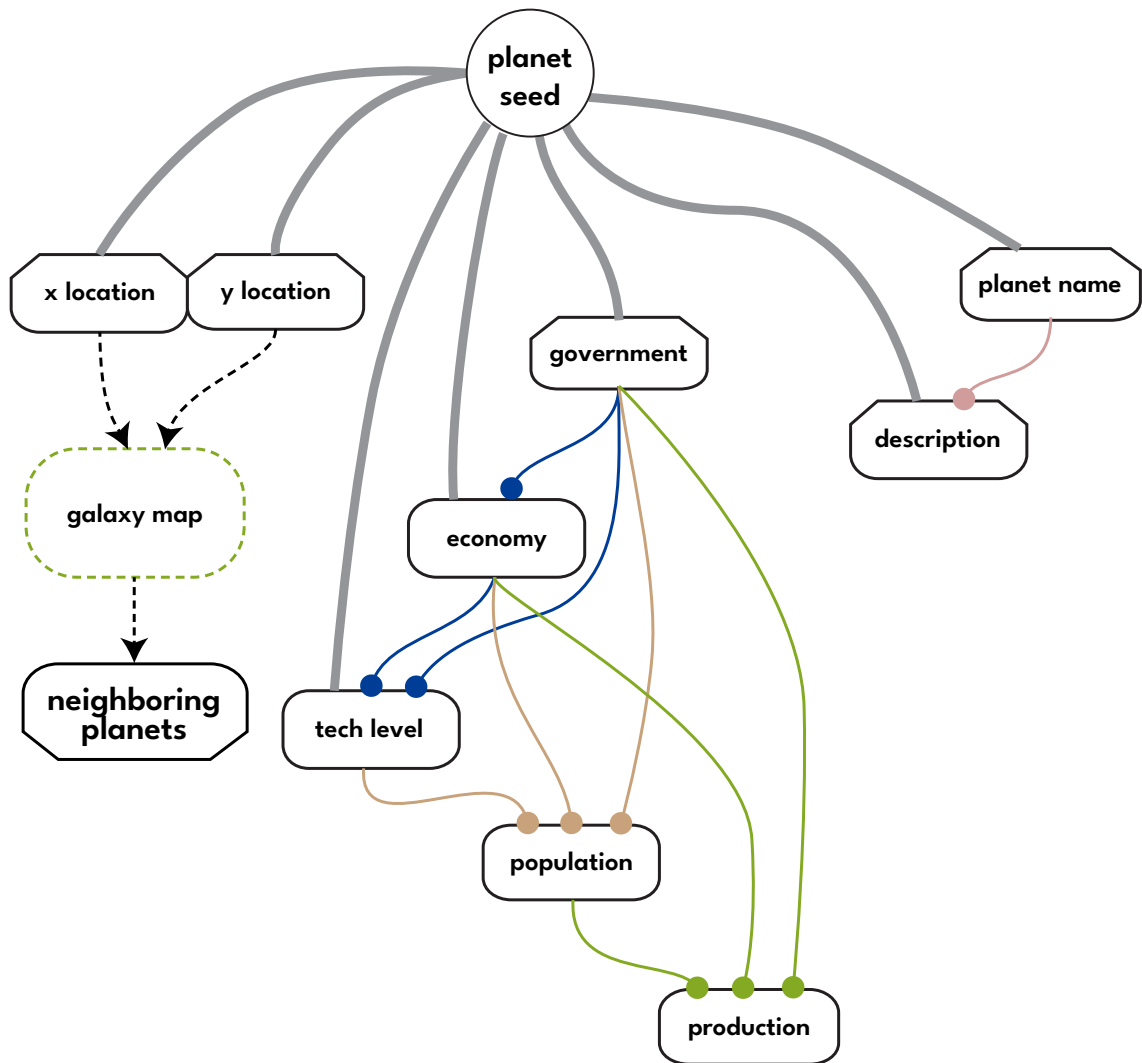 planet
seed
x location
y location
planet name
government
description
galaxy map
economy
neighboring
planets
tech level
population
production